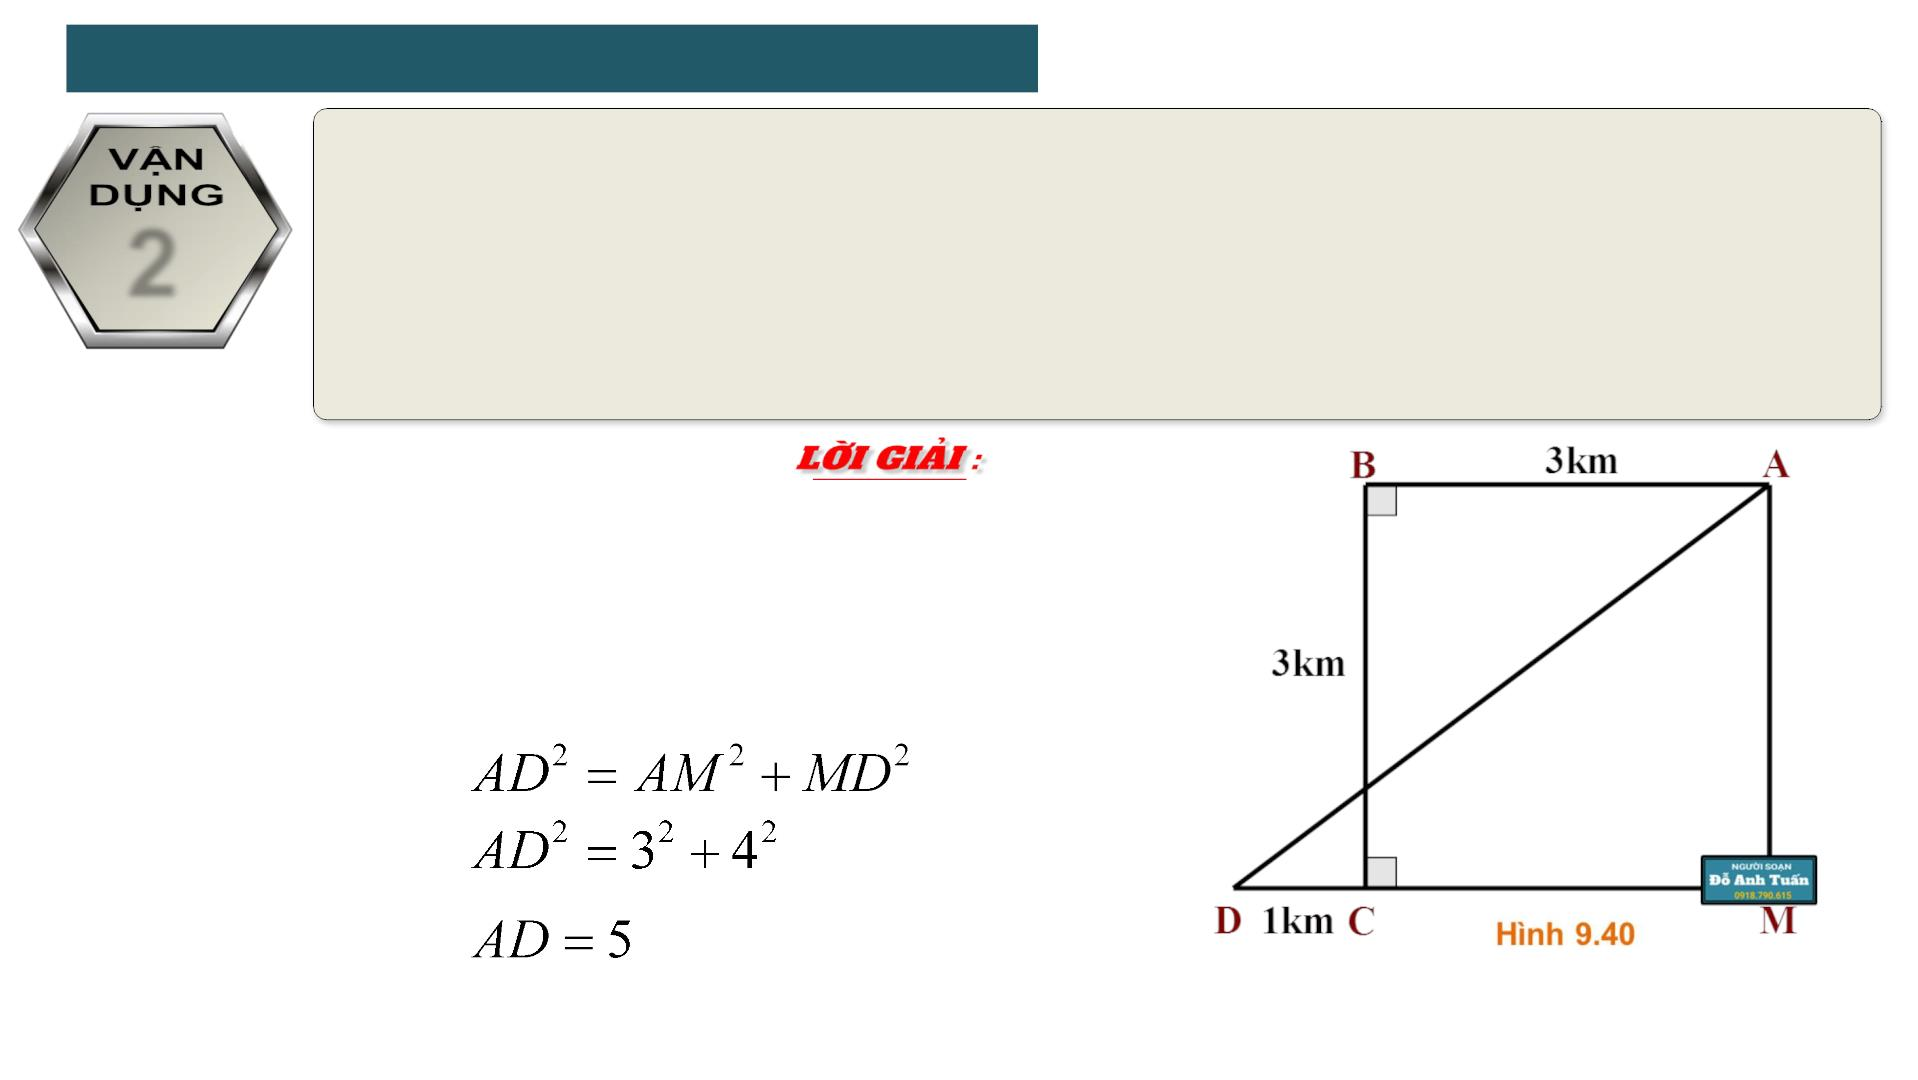 VẬN
DỤNG
2
LỜI GIẢI :
B 3km A
3km
AD² = AM² + MD²
AD² = 3² + 4²
AD = 5
NGƯỜI SOẠN
Đỗ Anh Tuấn
0918.790.615
D 1km C M
Hình 9.40